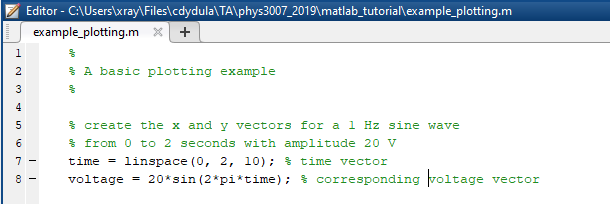 Editor - C:\Users\xray\Files\cdydula\TA\phys3007_2019\matlab_tutorial\example_plotting.m
example_plotting.m × +
1 %
2 % A basic plotting example
3 %
4
5 % create the x and y vectors for a 1 Hz sine wave
6 % from 0 to 2 seconds with amplitude 20 V
7 – time = linspace(0, 2, 10); % time vector
8 – voltage = 20*sin(2*pi*time); % corresponding voltage vector